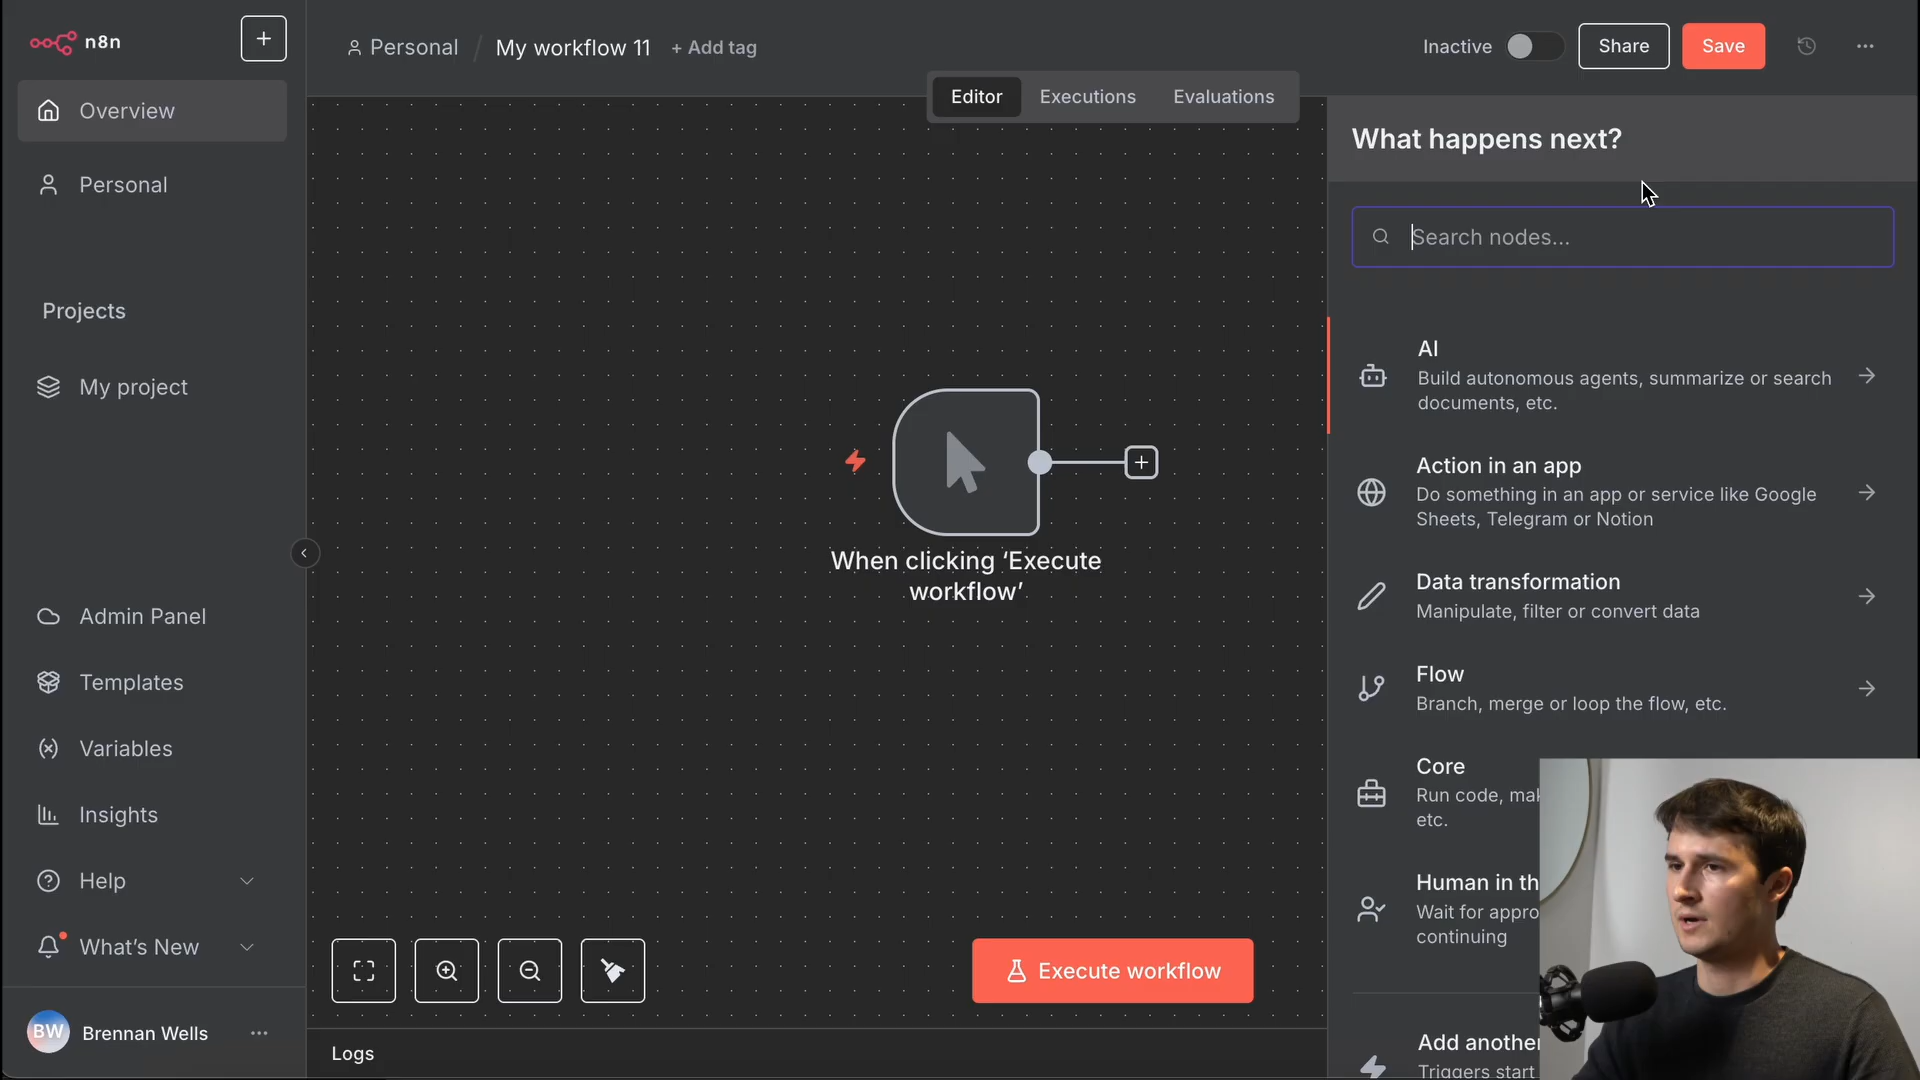 n8n
Overview
Personal
Projects
My project
Admin Panel
Templates
Variables
Insights
Help
What's New
BW
Brennan Wells
Personal / My workflow 11 + Add tag
Inactive
Share
Save
Editor
Executions
Evaluations
When clicking ‘Execute
workflow’
Execute workflow
Logs
What happens next?
Search nodes...
AI
Build autonomous agents, summarize or search
documents, etc.
Action in an app
Do something in an app or service like Google
Sheets, Telegram or Notion
Data transformation
Manipulate, filter or convert data
Flow
Branch, merge or loop the flow, etc.
Core
Run code,
etc.
Human in
Wait for
continuing
Add another
Triggers start